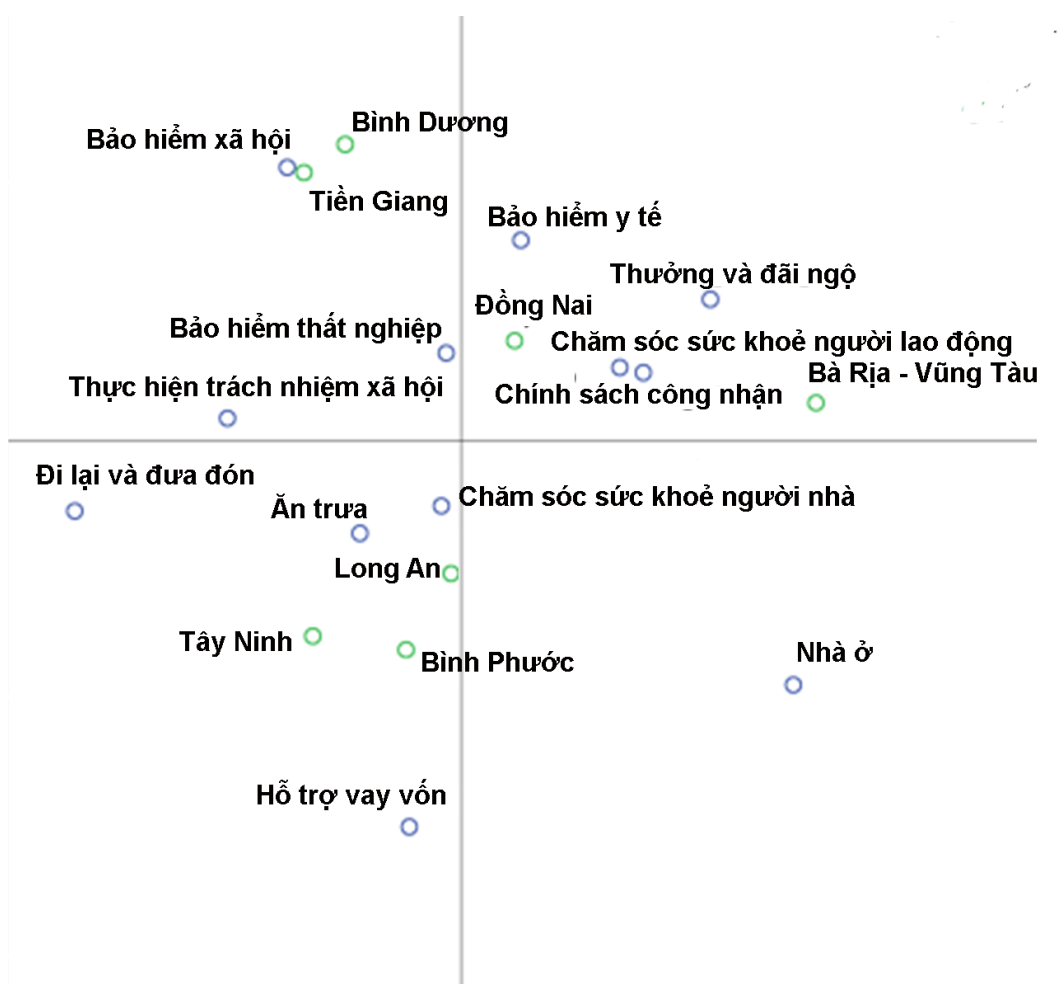 Bình Dương
Bảo hiểm xã hội
Tiền Giang
Bảo hiểm y tế
Thưởng và đãi ngộ
Đồng Nai
Bảo hiểm thất nghiệp
Chăm sóc sức khoẻ người lao động
Bà Rịa - Vũng Tàu
Thực hiện trách nhiệm xã hội
Chính sách công nhận
Đi lại và đưa đón
Chăm sóc sức khoẻ người nhà
Ăn trưa
Long An
Tây Ninh
Bình Phước
Nhà ở
Hỗ trợ vay vốn